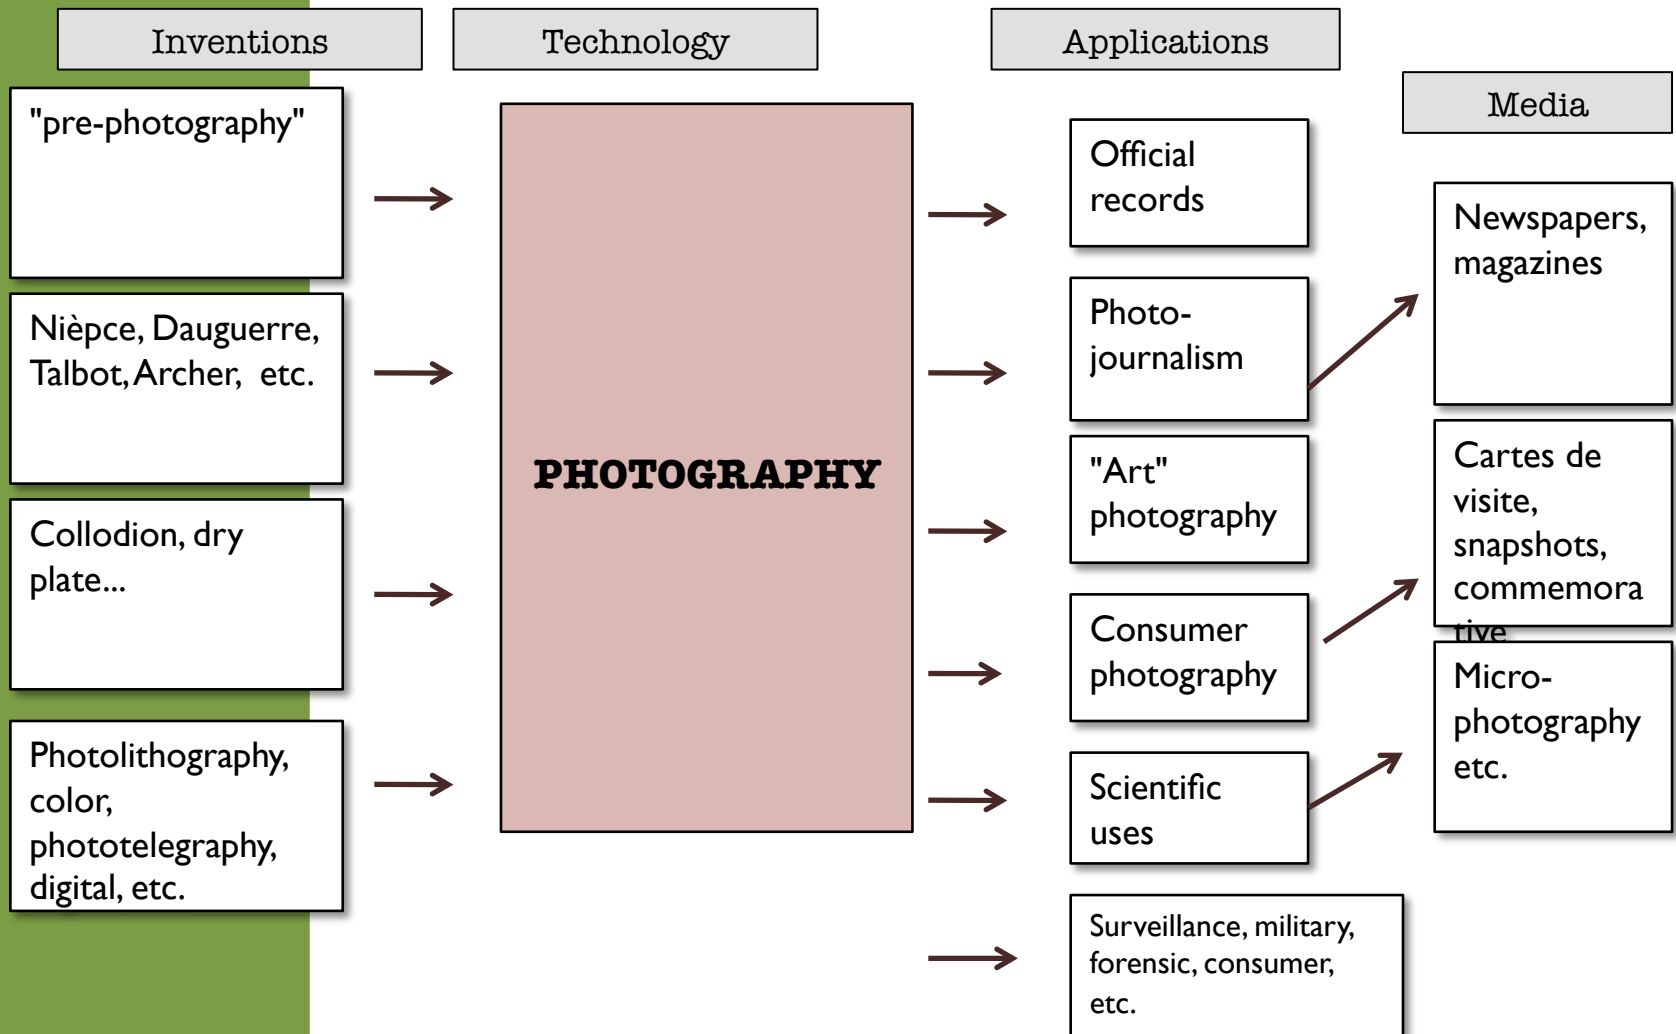 Inventions
Technology
Applications
Media
"pre-photography"
Nièpce, Dauguerre,
Talbot, Archer, etc.
Collodion, dry
plate...
Photolithography,
color,
phototelegraphy,
digital, etc.
PHOTOGRAPHY
Official
records
Photo-
journalism
"Art"
photography
Consumer
photography
Scientific
uses
Surveillance, military,
forensic, consumer,
etc.
Newspapers,
magazines
Cartes de
visite,
snapshots,
commemora
tive
Micro-
photography
etc.